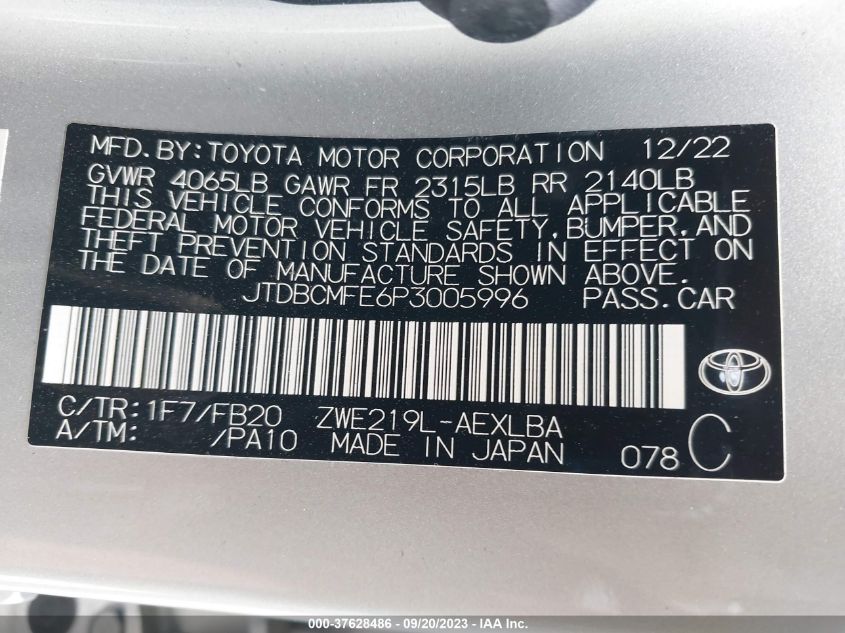 MFD. BY: TOYOTA MOTOR CORPORATION 12/22
GVWR 4065LB GAWR FR 2315LB RR 2140LB
THIS VEHICLE CONFORMS TO ALL APPLICABLE
FEDERAL MOTOR VEHICLE SAFETY, BUMPER, AND
THEFT PREVENTION STANDARDS IN EFFECT ON
THE DATE OF MANUFACTURE SHOWN ABOVE.
JTDBCMFE6P3005996 PASS. CAR
C/TR: 1F7/FB20 ZWE219L-AEXLBA
A/TM: /PA10 MADE IN JAPAN 078 C
000-37628486 - 09/20/2023 - IAA Inc.